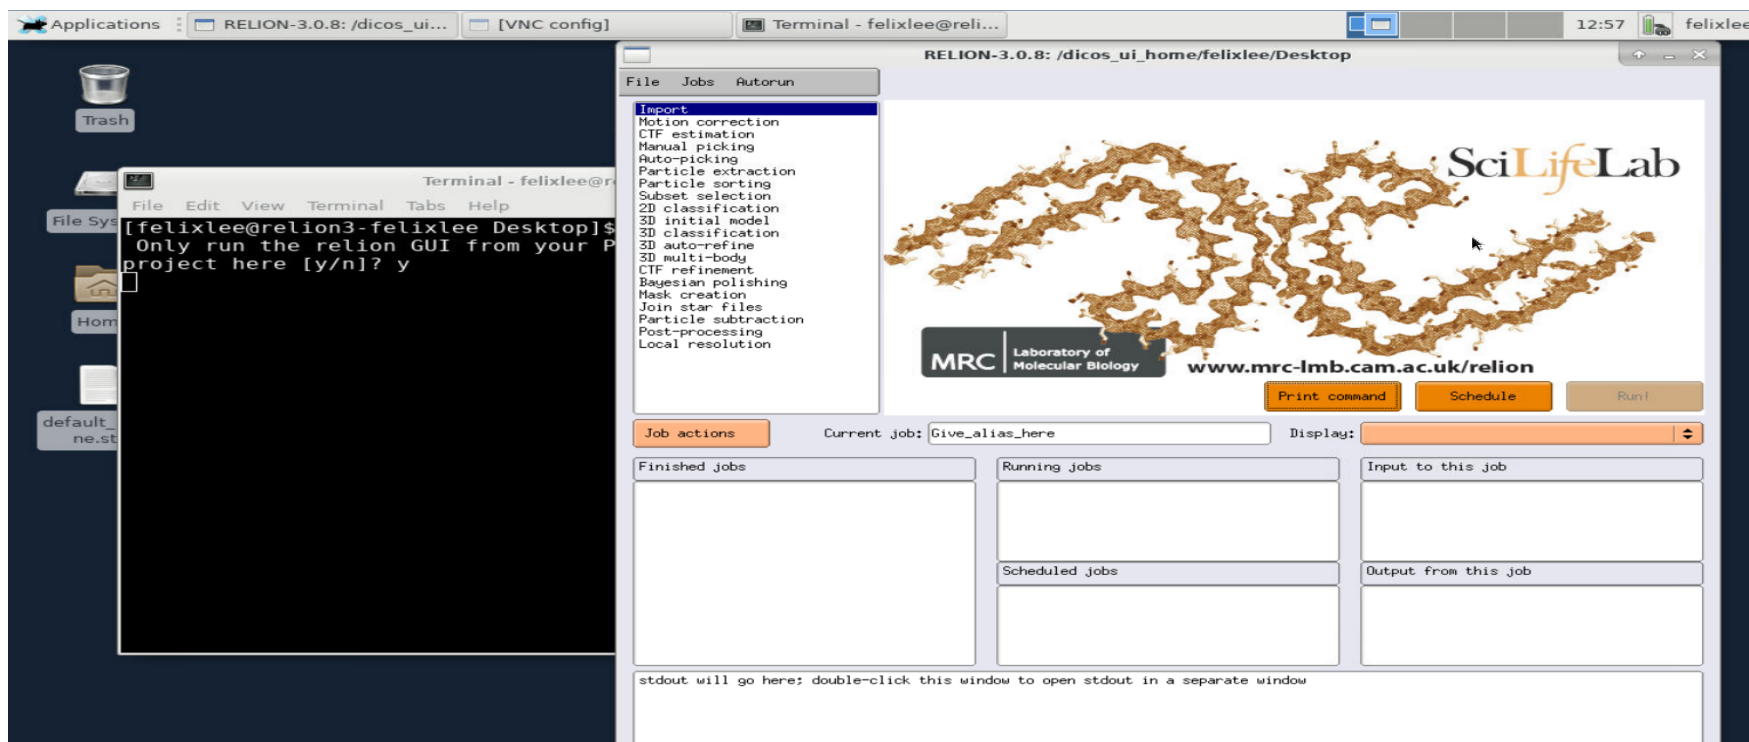 Applications
RELION-3.0.8: /dicos_ui...
[VNC config]
Terminal - felixlee@reli...
12:57
felixlee
Trash
File Sys
Hom
default_
ne.st
Terminal - felixlee@r
File Edit View Terminal Tabs Help
[felixlee@relion3-felixlee Desktop]$
Only run the relion GUI from your P
project here [y/n]? y
RELION-3.0.8: /dicos_ui_home/felixlee/Desktop
File Jobs Autorun
Import
Motion correction
CTF estimation
Manual picking
Auto-picking
Particle extraction
Particle sorting
Subset selection
2D classification
3D initial model
3D classification
3D auto-refine
3D multi-body
CTF refinement
Bayesian polishing
Mask creation
Join star files
Particle subtraction
Post-processing
Local resolution
SciLifeLab
MRC
Laboratory of
Molecular Biology
www.mrc-lmb.cam.ac.uk/relion
Print command
Schedule
Run!
Job actions
Current job: Give_alias_here
Display:
Finished jobs
Running jobs
Input to this job
Scheduled jobs
Output from this job
stdout will go here; double-click this window to open stdout in a separate window